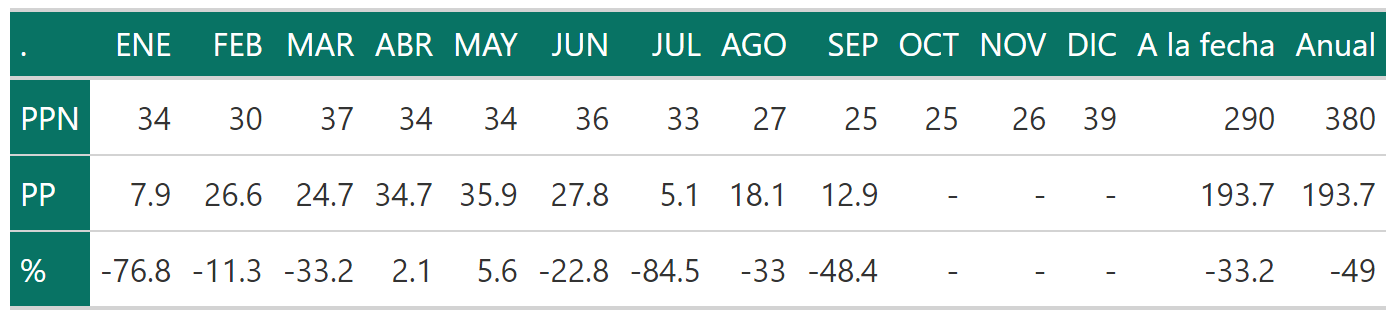 . ENE FEB MAR ABR MAY JUN JUL AGO SEP OCT NOV DIC A la fecha Anual
PPN 34 30 37 34 34 36 33 27 25 25 26 39 290 380
PP 7.9 26.6 24.7 34.7 35.9 27.8 5.1 18.1 12.9 - - - 193.7 193.7
% -76.8 -11.3 -33.2 2.1 5.6 -22.8 -84.5 -33 -48.4 - - - -33.2 -49